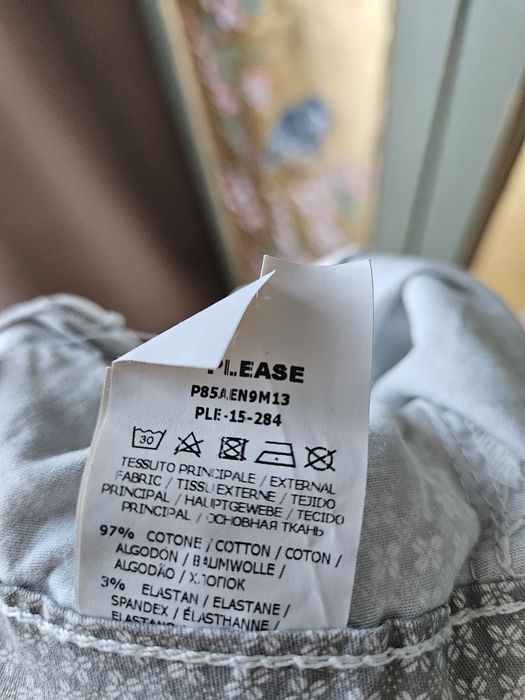 PLEASE
P85AEN9M13
PLE-15-284
30
TESSUTO PRINCIPALE / EXTERNAL
FABRIC / TISSU EXTERNE / TEJIDO
PRINCIPAL / HAUPTGEWEBE / TECIDO
PRINCIPAL / ОСНОВНАЯ ТКАНЬ
97% COTONE / COTTON / COTON /
ALGODÓN / BAUMWOLLE /
ALGODÃO / ХЛОПОК
3% ELASTAN / ELASTANE /
SPANDEX / ÉLASTHANNE /